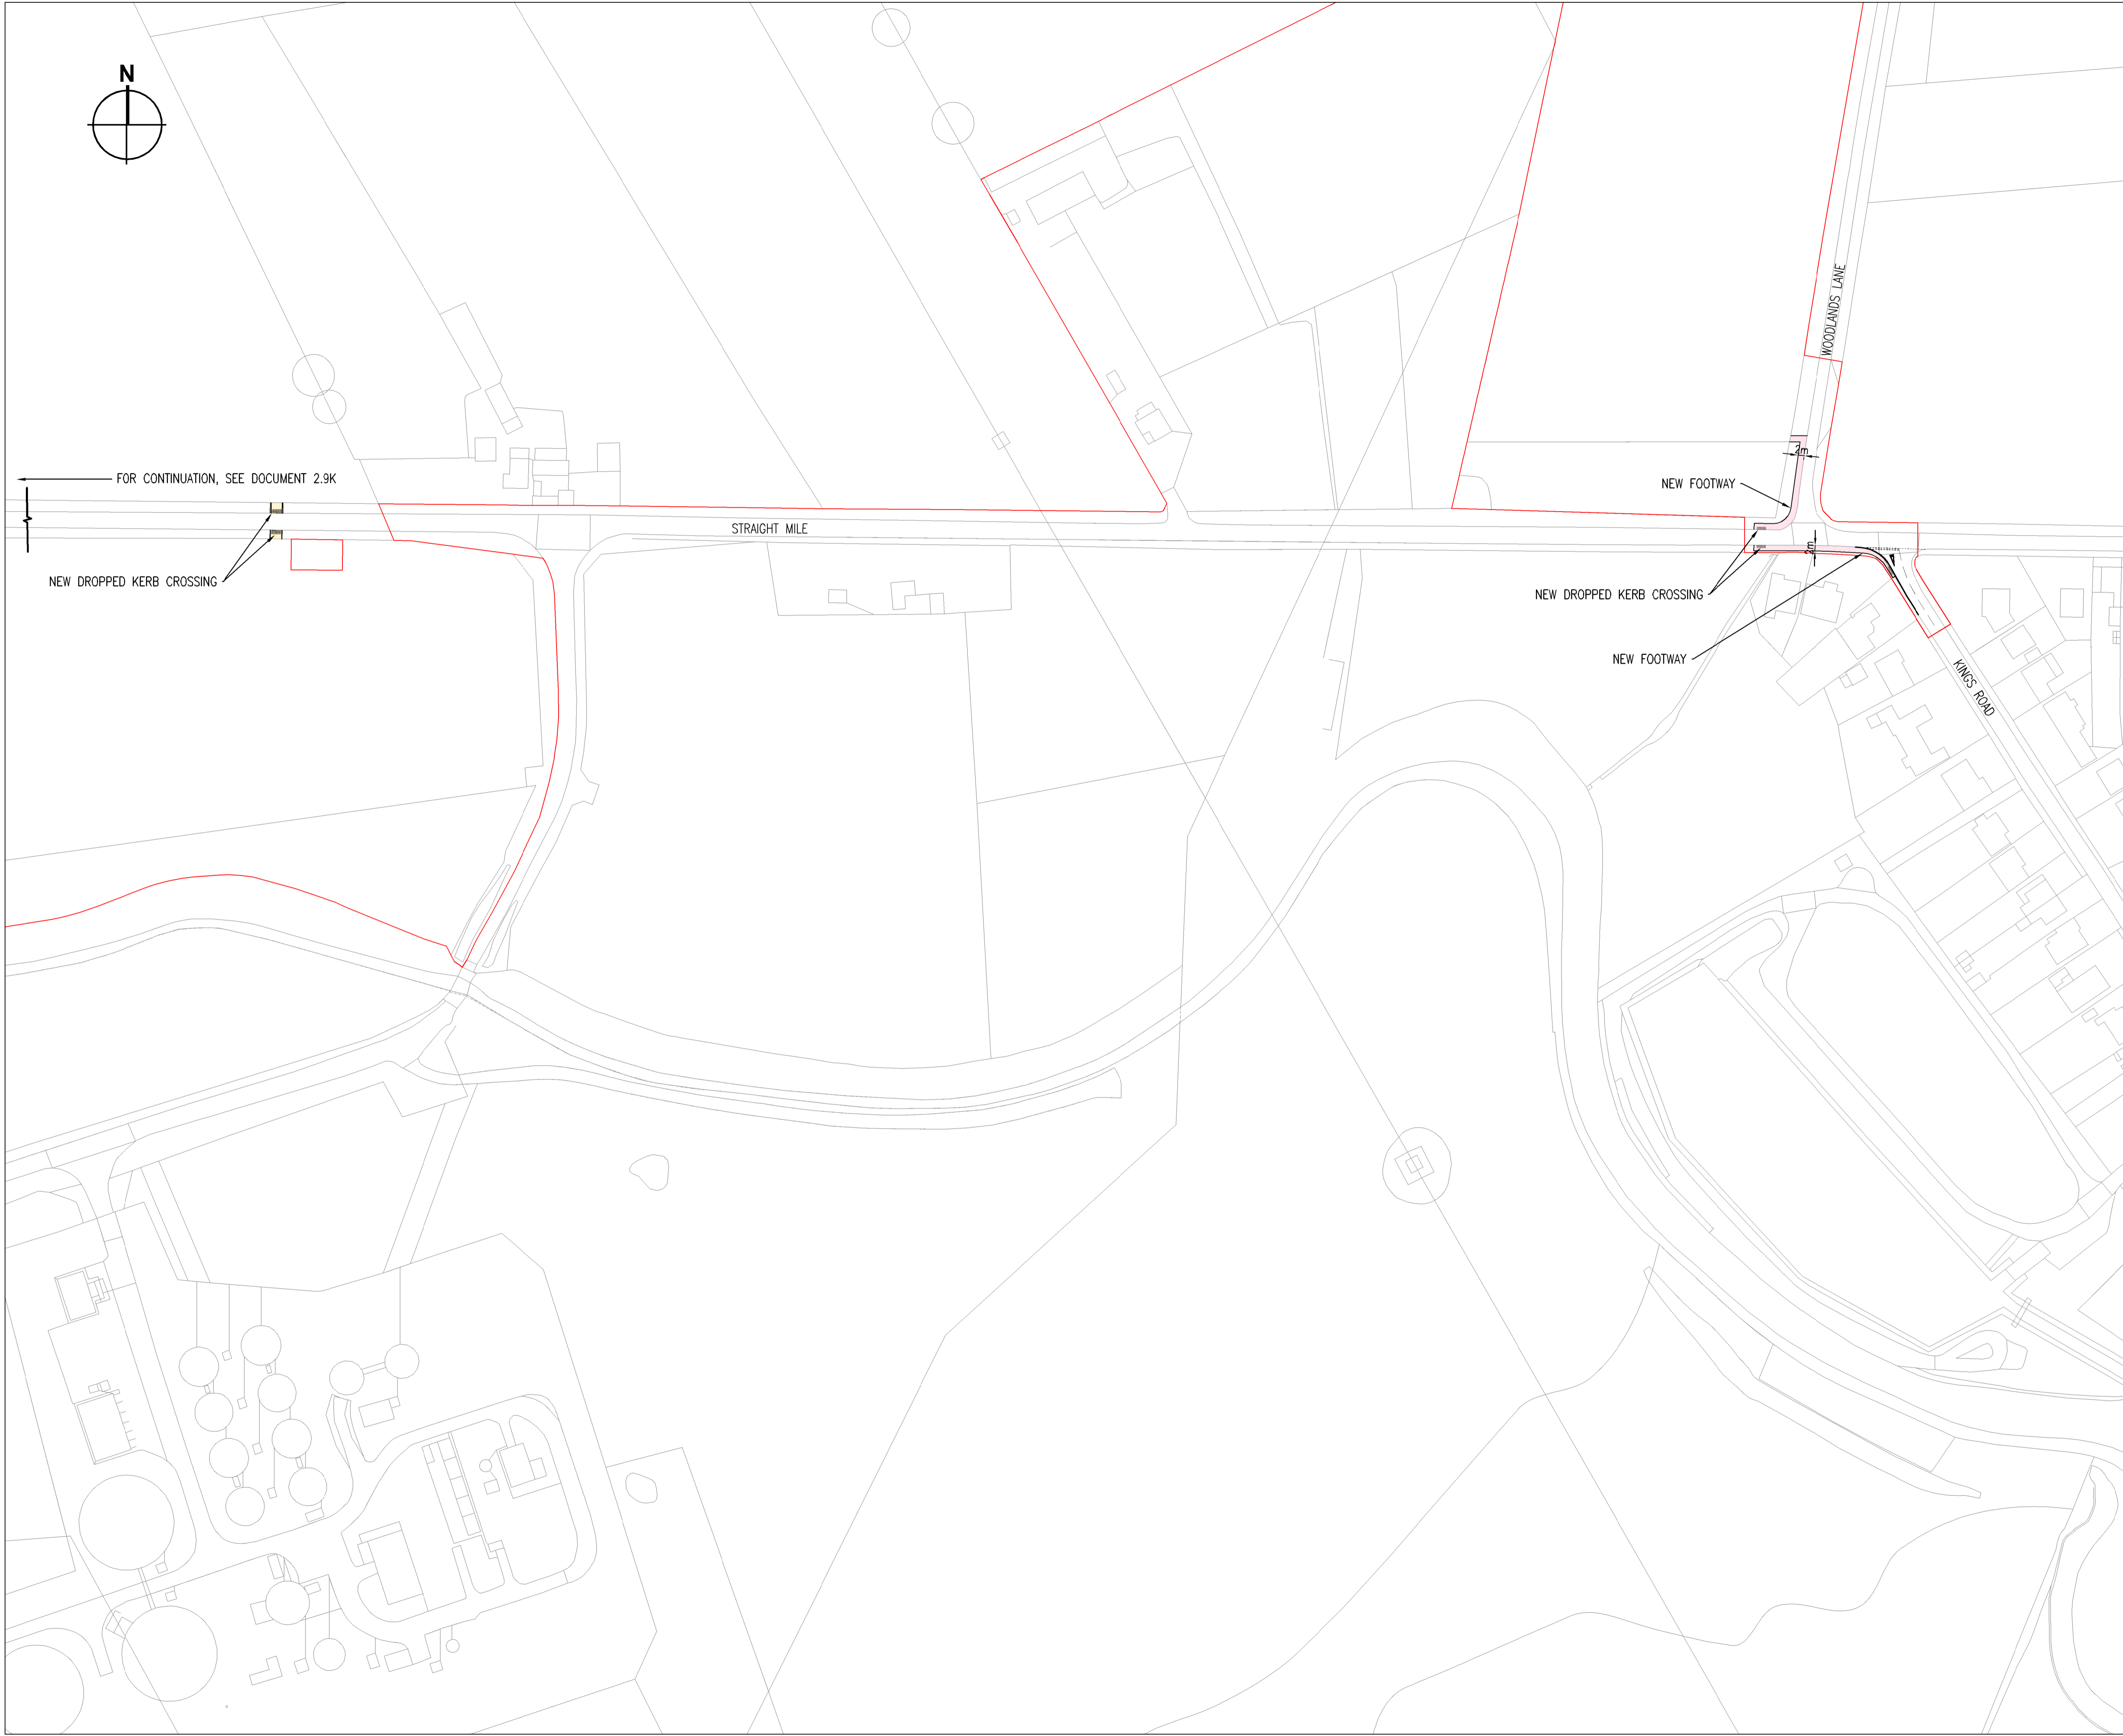 N
WOODLANDS LANE
2m
FOR CONTINUATION, SEE DOCUMENT 2.9K
NEW FOOTWAY
STRAIGHT MILE
2m
NEW DROPPED KERB CROSSING
NEW DROPPED KERB CROSSING
NEW FOOTWAY
KINGS ROAD